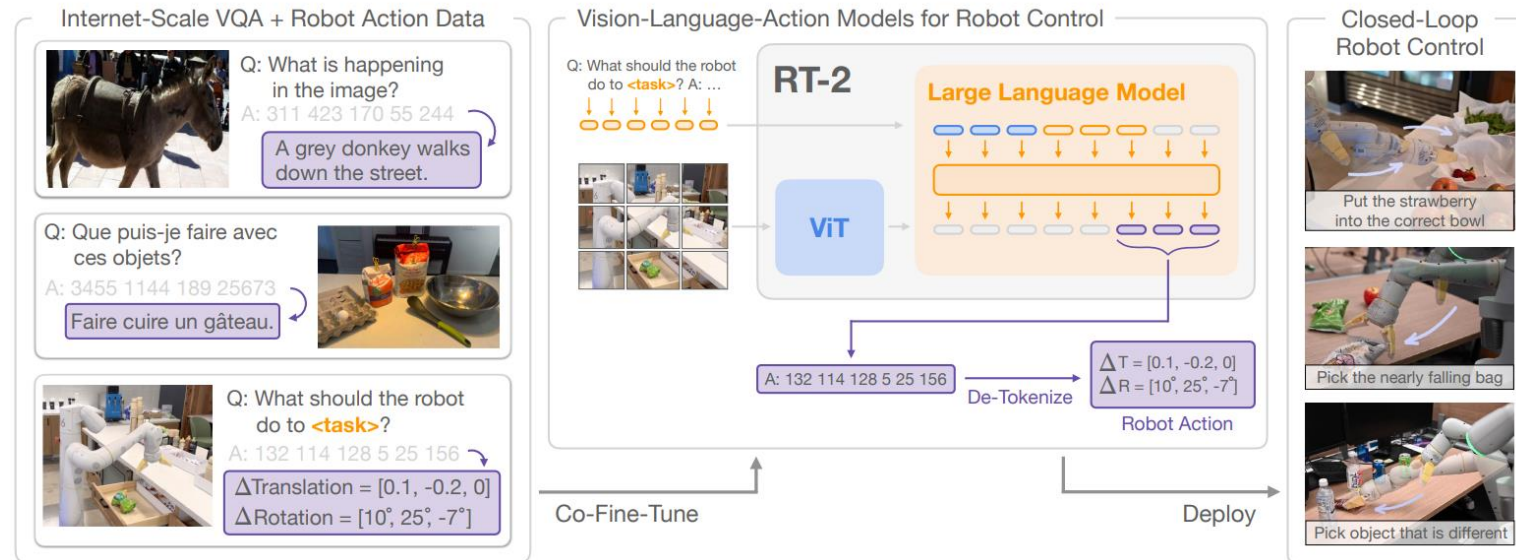 Internet-Scale VQA + Robot Action Data
Q: What is happening
in the image?
A: 311 423 170 55 244
A grey donkey walks
down the street.
Q: Que puis-je faire avec
ces objets?
A: 3455 1144 189 25673
Faire cuire un gâteau.
Q: What should the robot
do to <task>?
A: 132 114 128 5 25 156
ΔTranslation = [0.1, -0.2, 0]
ΔRotation = [10°, 25°, -7°]
Co-Fine-Tune
Vision-Language-Action Models for Robot Control
Q: What should the robot
do to <task>? A: ...
RT-2
Large Language Model
ViT
A: 132 114 128 5 25 156
De-Tokenize
Δ T = [0.1, -0.2, 0]
Δ R = [10°, 25°, -7°]
Robot Action
Deploy
Closed-Loop
Robot Control
Put the strawberry
into the correct bowl
Pick the nearly falling bag
Pick object that is different